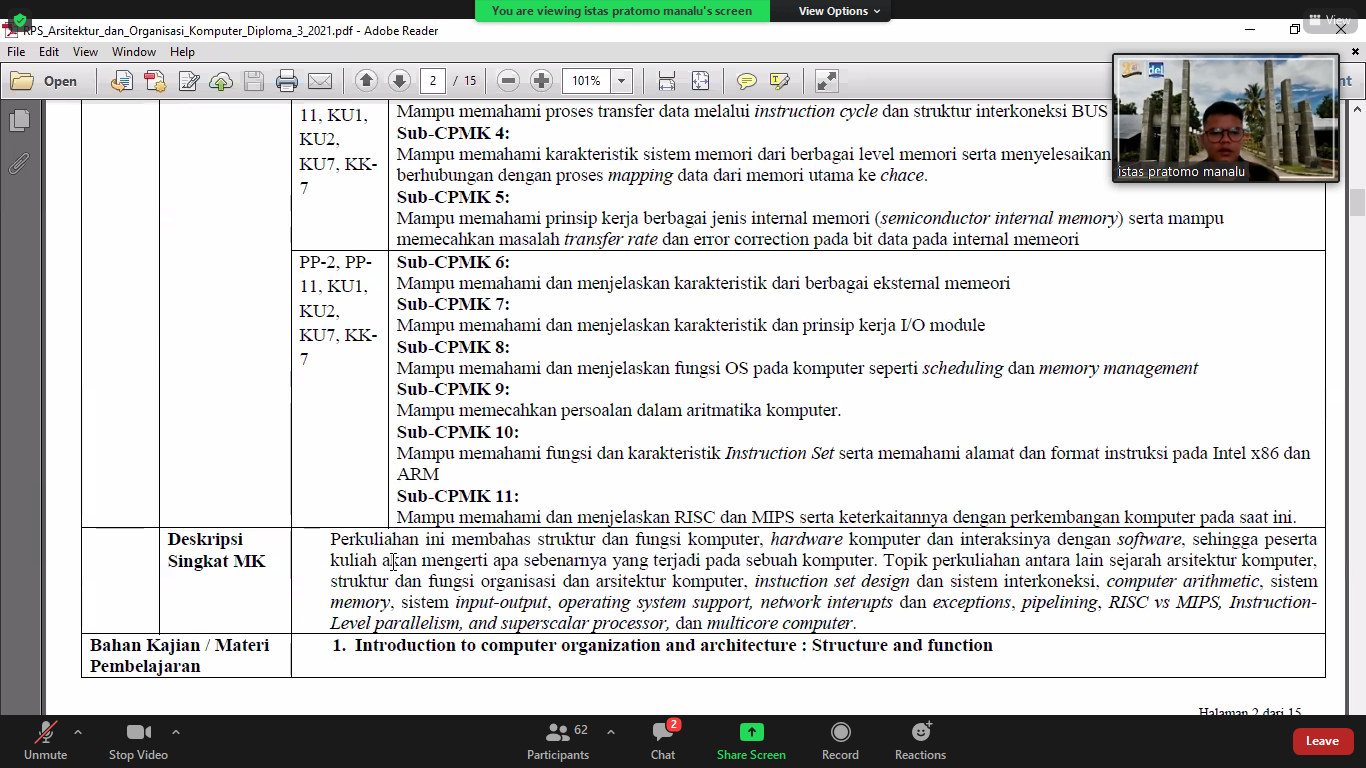 You are viewing istas pratomo manalu's screen
View Options
View
RPS_Arsitektur_dan_Organisasi_Komputer_Diploma_3_2021.pdf - Adobe Reader
File Edit View Window Help
Open 2 / 15 101%
del
istas pratomo manalu
11, KU1, KU2, KU7, KK-7
Mampu memahami proses transfer data melalui instruction cycle dan struktur interkoneksi BUS
Sub-CPMK 4:
Mampu memahami karakteristik sistem memori dari berbagai level memori serta menyelesaikan
berhubungan dengan proses mapping data dari memori utama ke chace.
Sub-CPMK 5:
Mampu memahami prinsip kerja berbagai jenis internal memori (semiconductor internal memory) serta mampu
memecahkan masalah transfer rate dan error correction pada bit data pada internal memeori
PP-2, PP-11, KU1, KU2, KU7, KK-7
Sub-CPMK 6:
Mampu memahami dan menjelaskan karakteristik dari berbagai eksternal memeori
Sub-CPMK 7:
Mampu memahami dan menjelaskan karakteristik dan prinsip kerja I/O module
Sub-CPMK 8:
Mampu memahami dan menjelaskan fungsi OS pada komputer seperti scheduling dan memory management
Sub-CPMK 9:
Mampu memecahkan persoalan dalam aritmatika komputer.
Sub-CPMK 10:
Mampu memahami fungsi dan karakteristik Instruction Set serta memahami alamat dan format instruksi pada Intel x86 dan
ARM
Sub-CPMK 11:
Mampu memahami dan menjelaskan RISC dan MIPS serta keterkaitannya dengan perkembangan komputer pada saat ini.
Deskripsi
Singkat MK
Perkuliahan ini membahas struktur dan fungsi komputer, hardware komputer dan interaksinya dengan software, sehingga peserta
kuliah akan mengerti apa sebenarnya yang terjadi pada sebuah komputer. Topik perkuliahan antara lain sejarah arsitektur komputer,
struktur dan fungsi organisasi dan arsitektur komputer, instuction set design dan sistem interkoneksi, computer arithmetic, sistem
memory, sistem input-output, operating system support, network interupts dan exceptions, pipelining, RISC vs MIPS, Instruction-
Level parallelism, and superscalar processor, dan multicore computer.
Bahan Kajian / Materi
Pembelajaran
1. Introduction to computer organization and architecture : Structure and function
Halaman 2 dari 15
Unmute
Stop Video
62
Participants
2
Chat
Share Screen
Record
Reactions
Leave